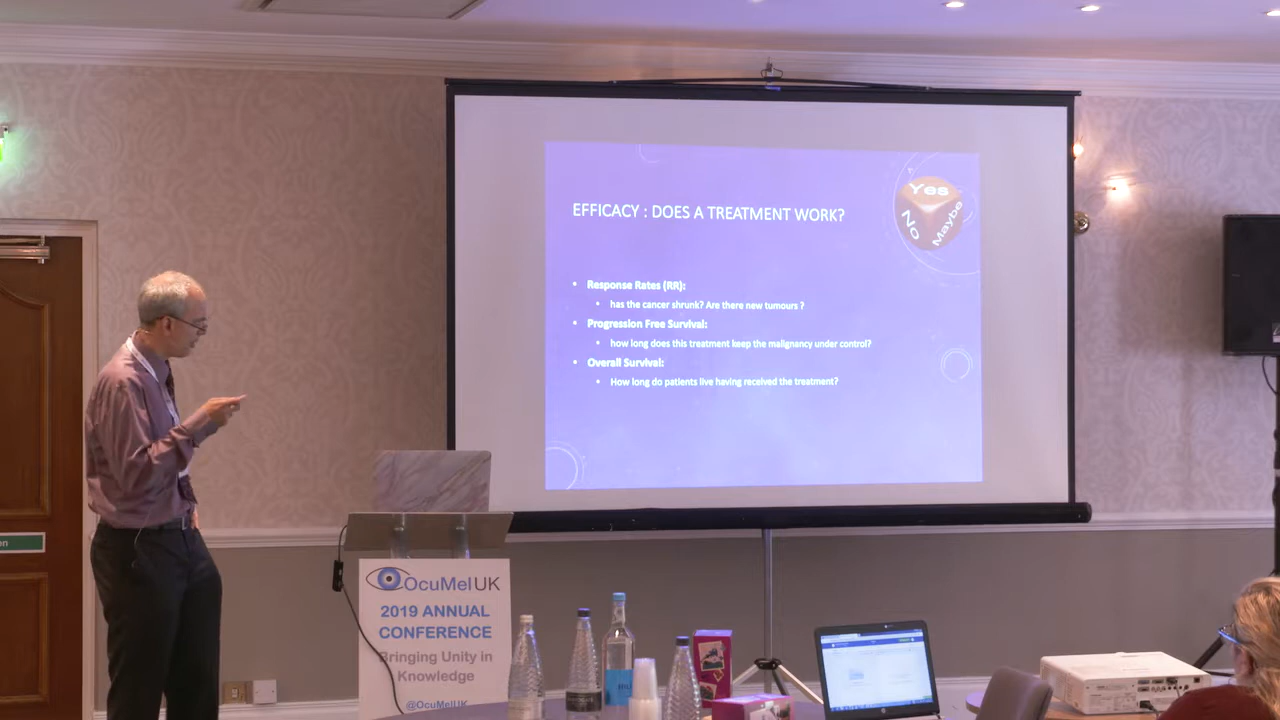 Yes
No
Maybe
EFFICACY : DOES A TREATMENT WORK?
• Response Rates (RR):
• has the cancer shrunk? Are there new tumours ?
• Progression Free Survival:
• how long does this treatment keep the malignancy under control?
• Overall Survival:
• How long do patients live having received the treatment?
OcuMelUK
2019 ANNUAL
CONFERENCE
Bringing Unity in
Knowledge
@OcuMelUK